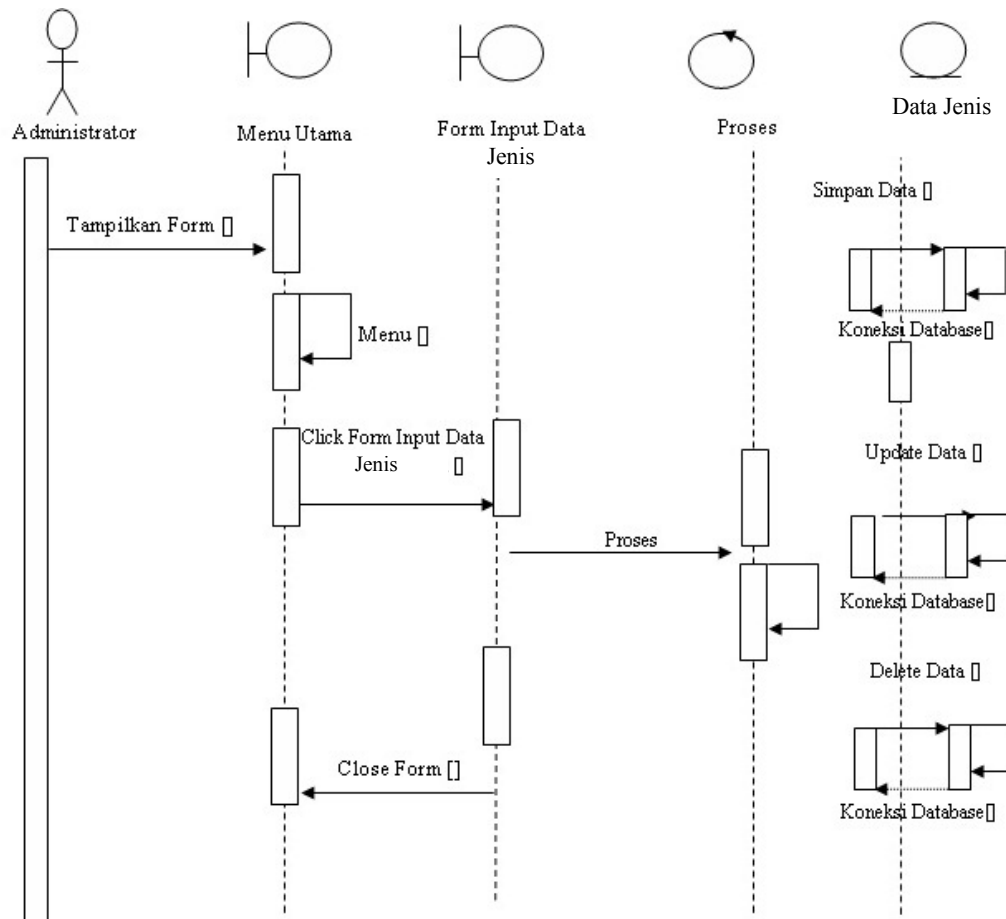 Administrator
Menu Utama
Form Input Data
Jenis
Proses
Data Jenis
Simpan Data []
Tampilkan Form []
Koneksi Database[]
Menu []
Click Form Input Data
Jenis []
Update Data []
Proses
Koneksi Database[]
Delete Data []
Close Form []
Koneksi Database[]